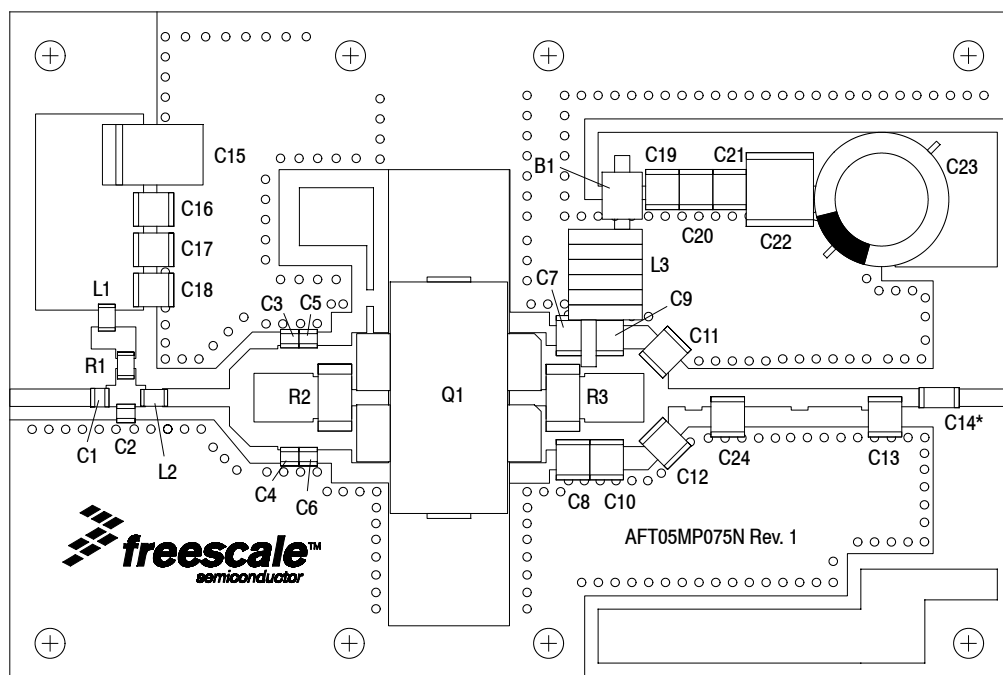 C15
B1
C19
C21
C23
C16
C20
C22
C17
L3
C18
L1
C7
C9
C3
C5
C11
R1
R2
Q1
R3
C14*
C1
C2
L2
C4
C6
C8
C10
C12
C24
C13
AFT05MP075N Rev. 1
freescale™
semiconductor